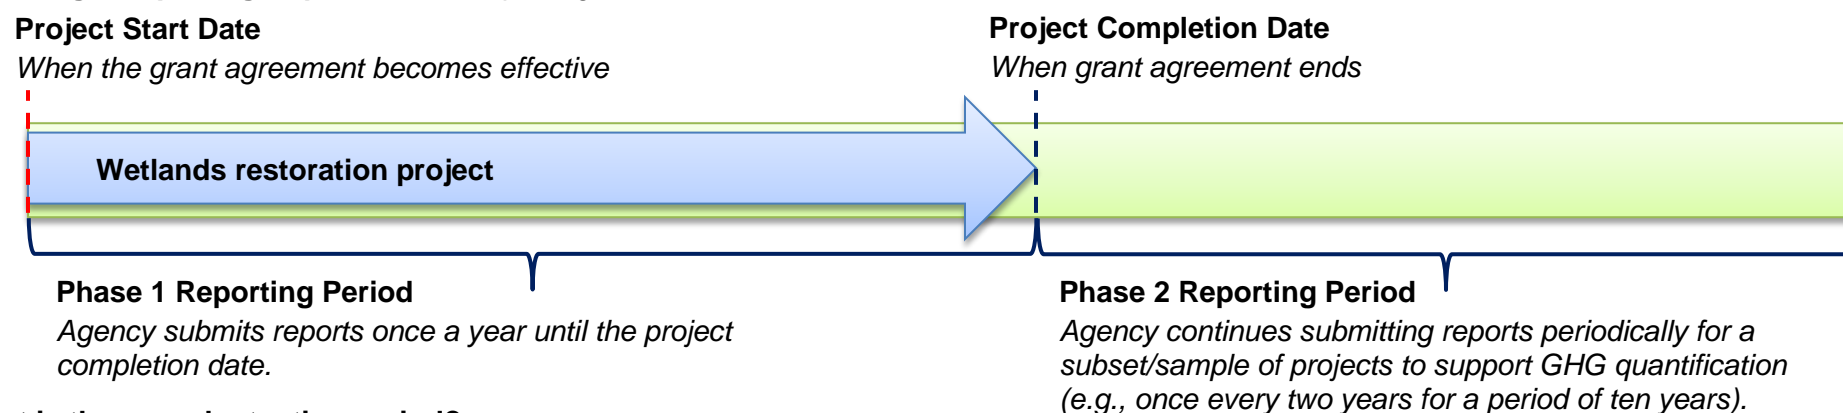 Project Start Date
When the grant agreement becomes effective
Project Completion Date
When grant agreement ends
Wetlands restoration project
Phase 1 Reporting Period
Agency submits reports once a year until the project
completion date.
Phase 2 Reporting Period
Agency continues submitting reports periodically for a
subset/sample of projects to support GHG quantification
(e.g., once every two years for a period of ten years).